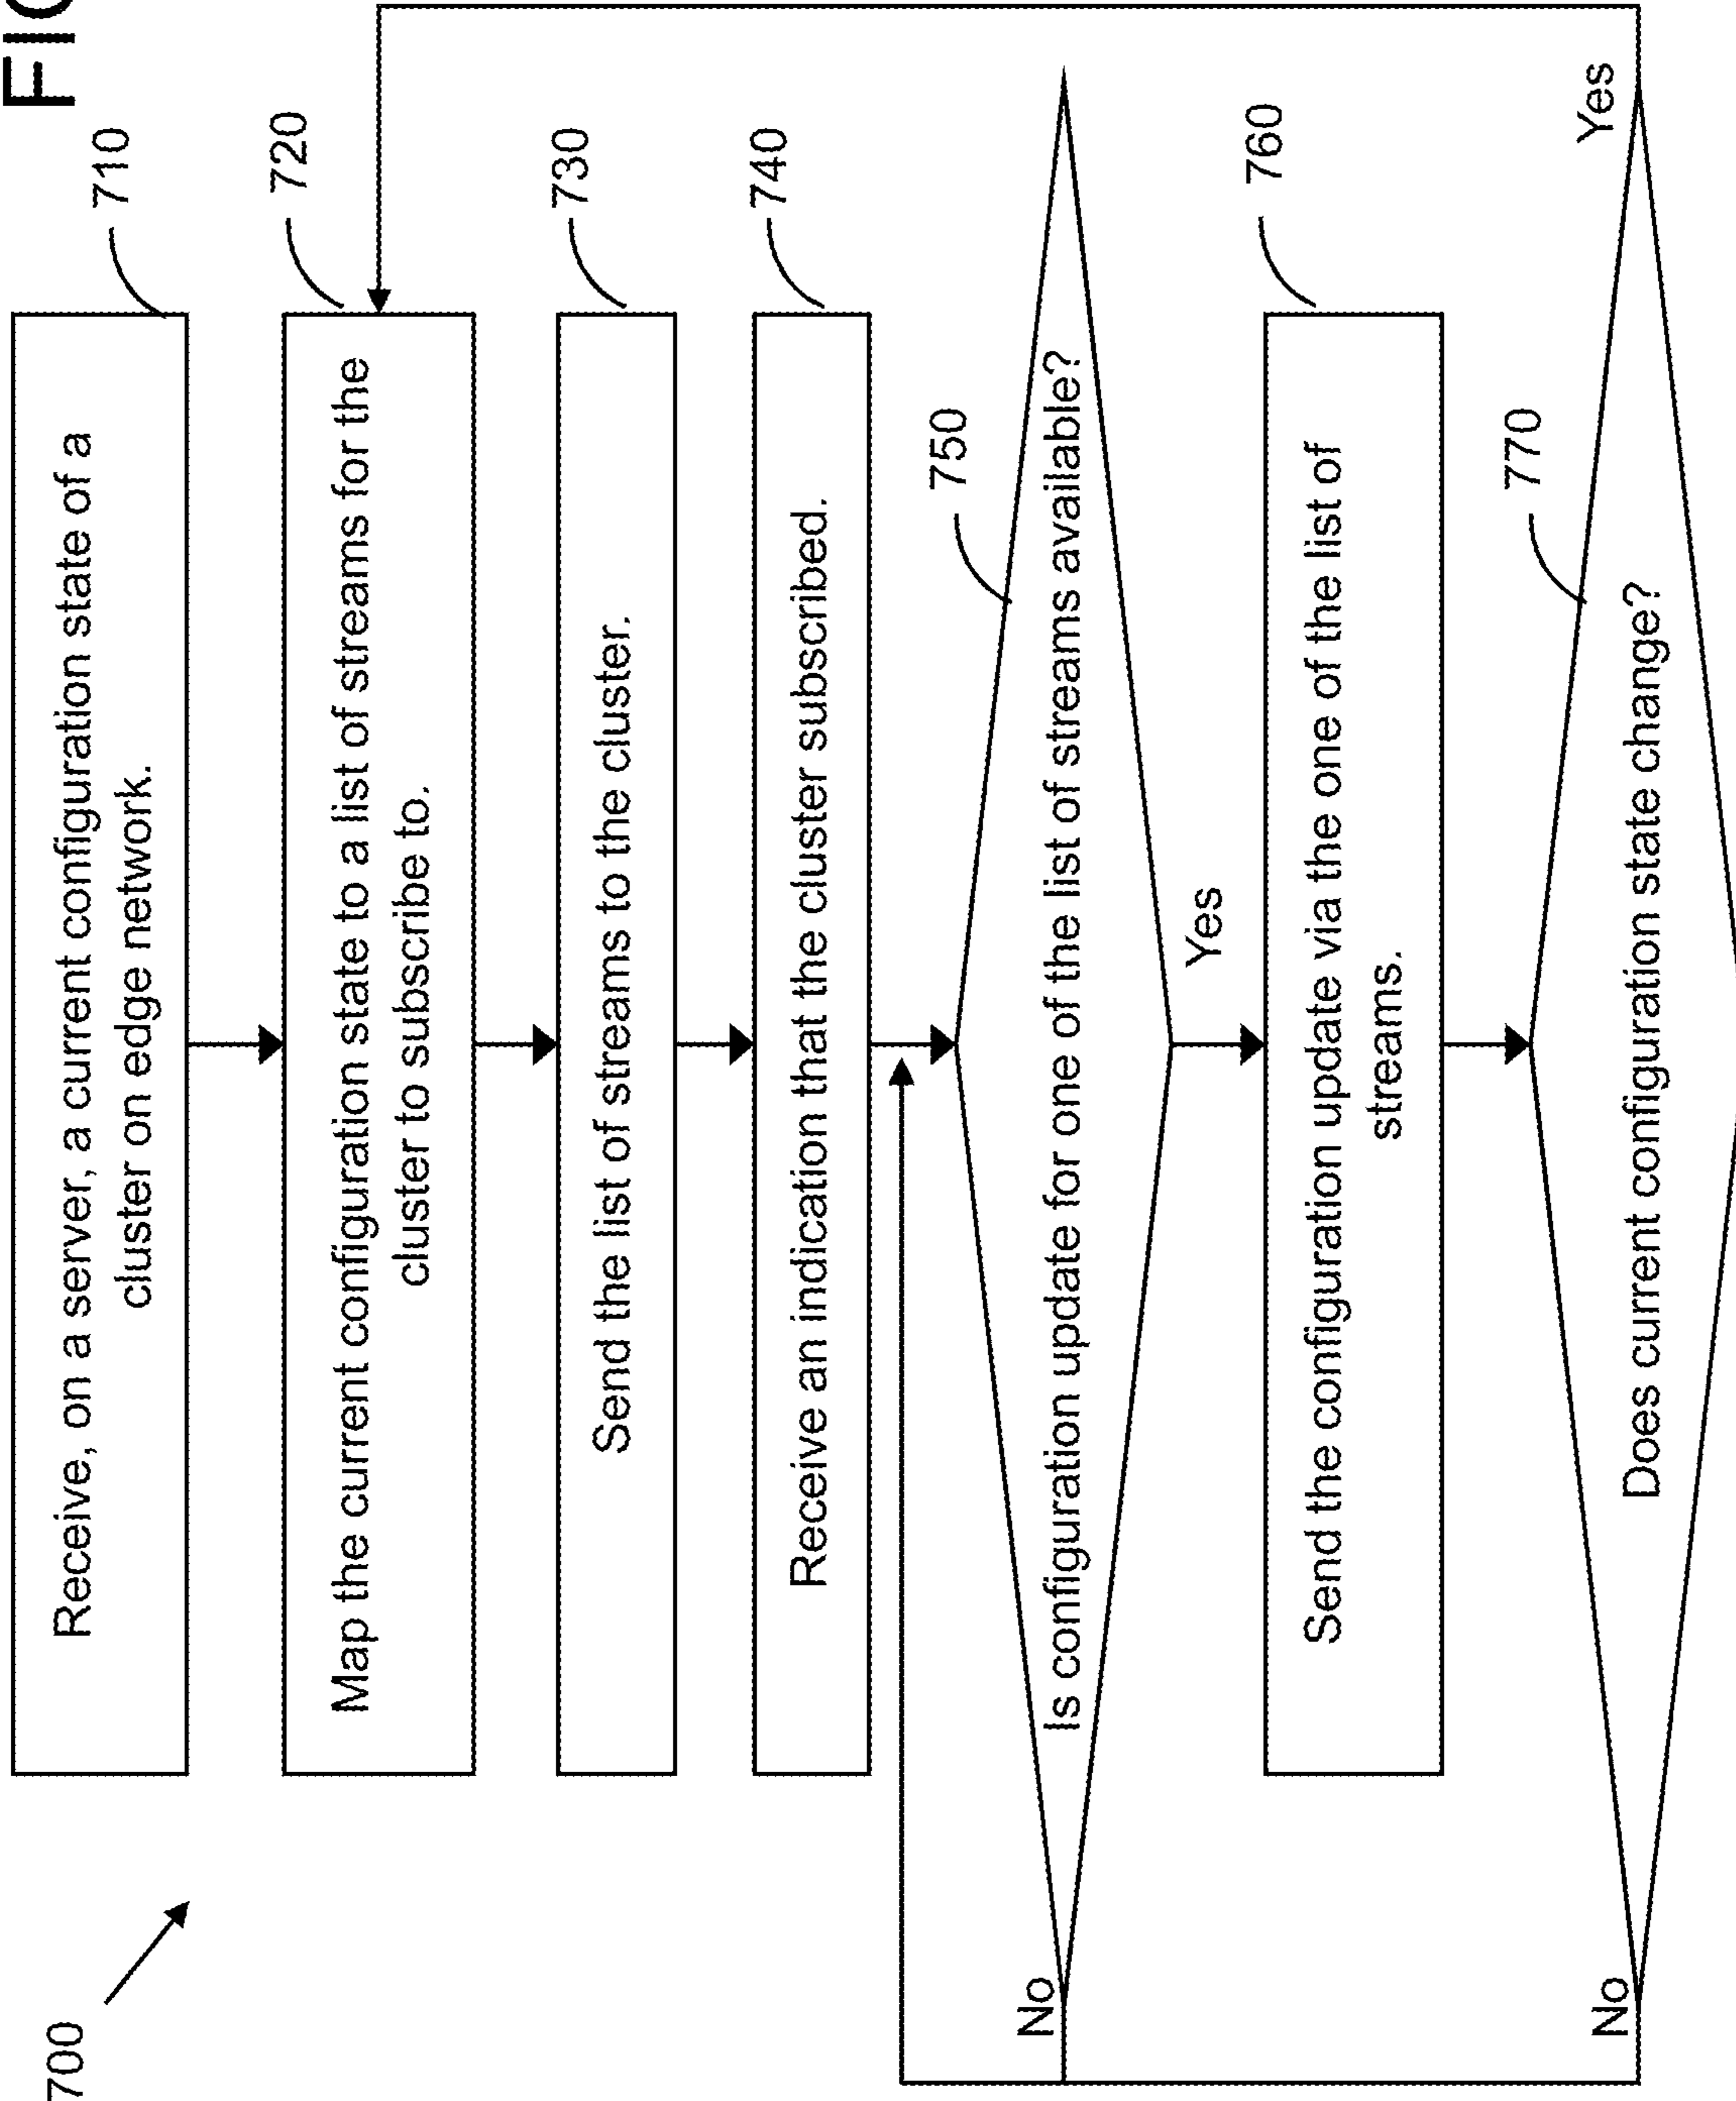 700
Receive, on a server, a current configuration state of a
cluster on edge network.
710
Map the current configuration state to a list of streams for the
cluster to subscribe to.
720
Send the list of streams to the cluster.
730
Receive an indication that the cluster subscribed.
740
Is configuration update for one of the list of streams available?
750
No
Yes
Send the configuration update via the one of the list of
streams.
760
Does current configuration state change?
770
No
Yes